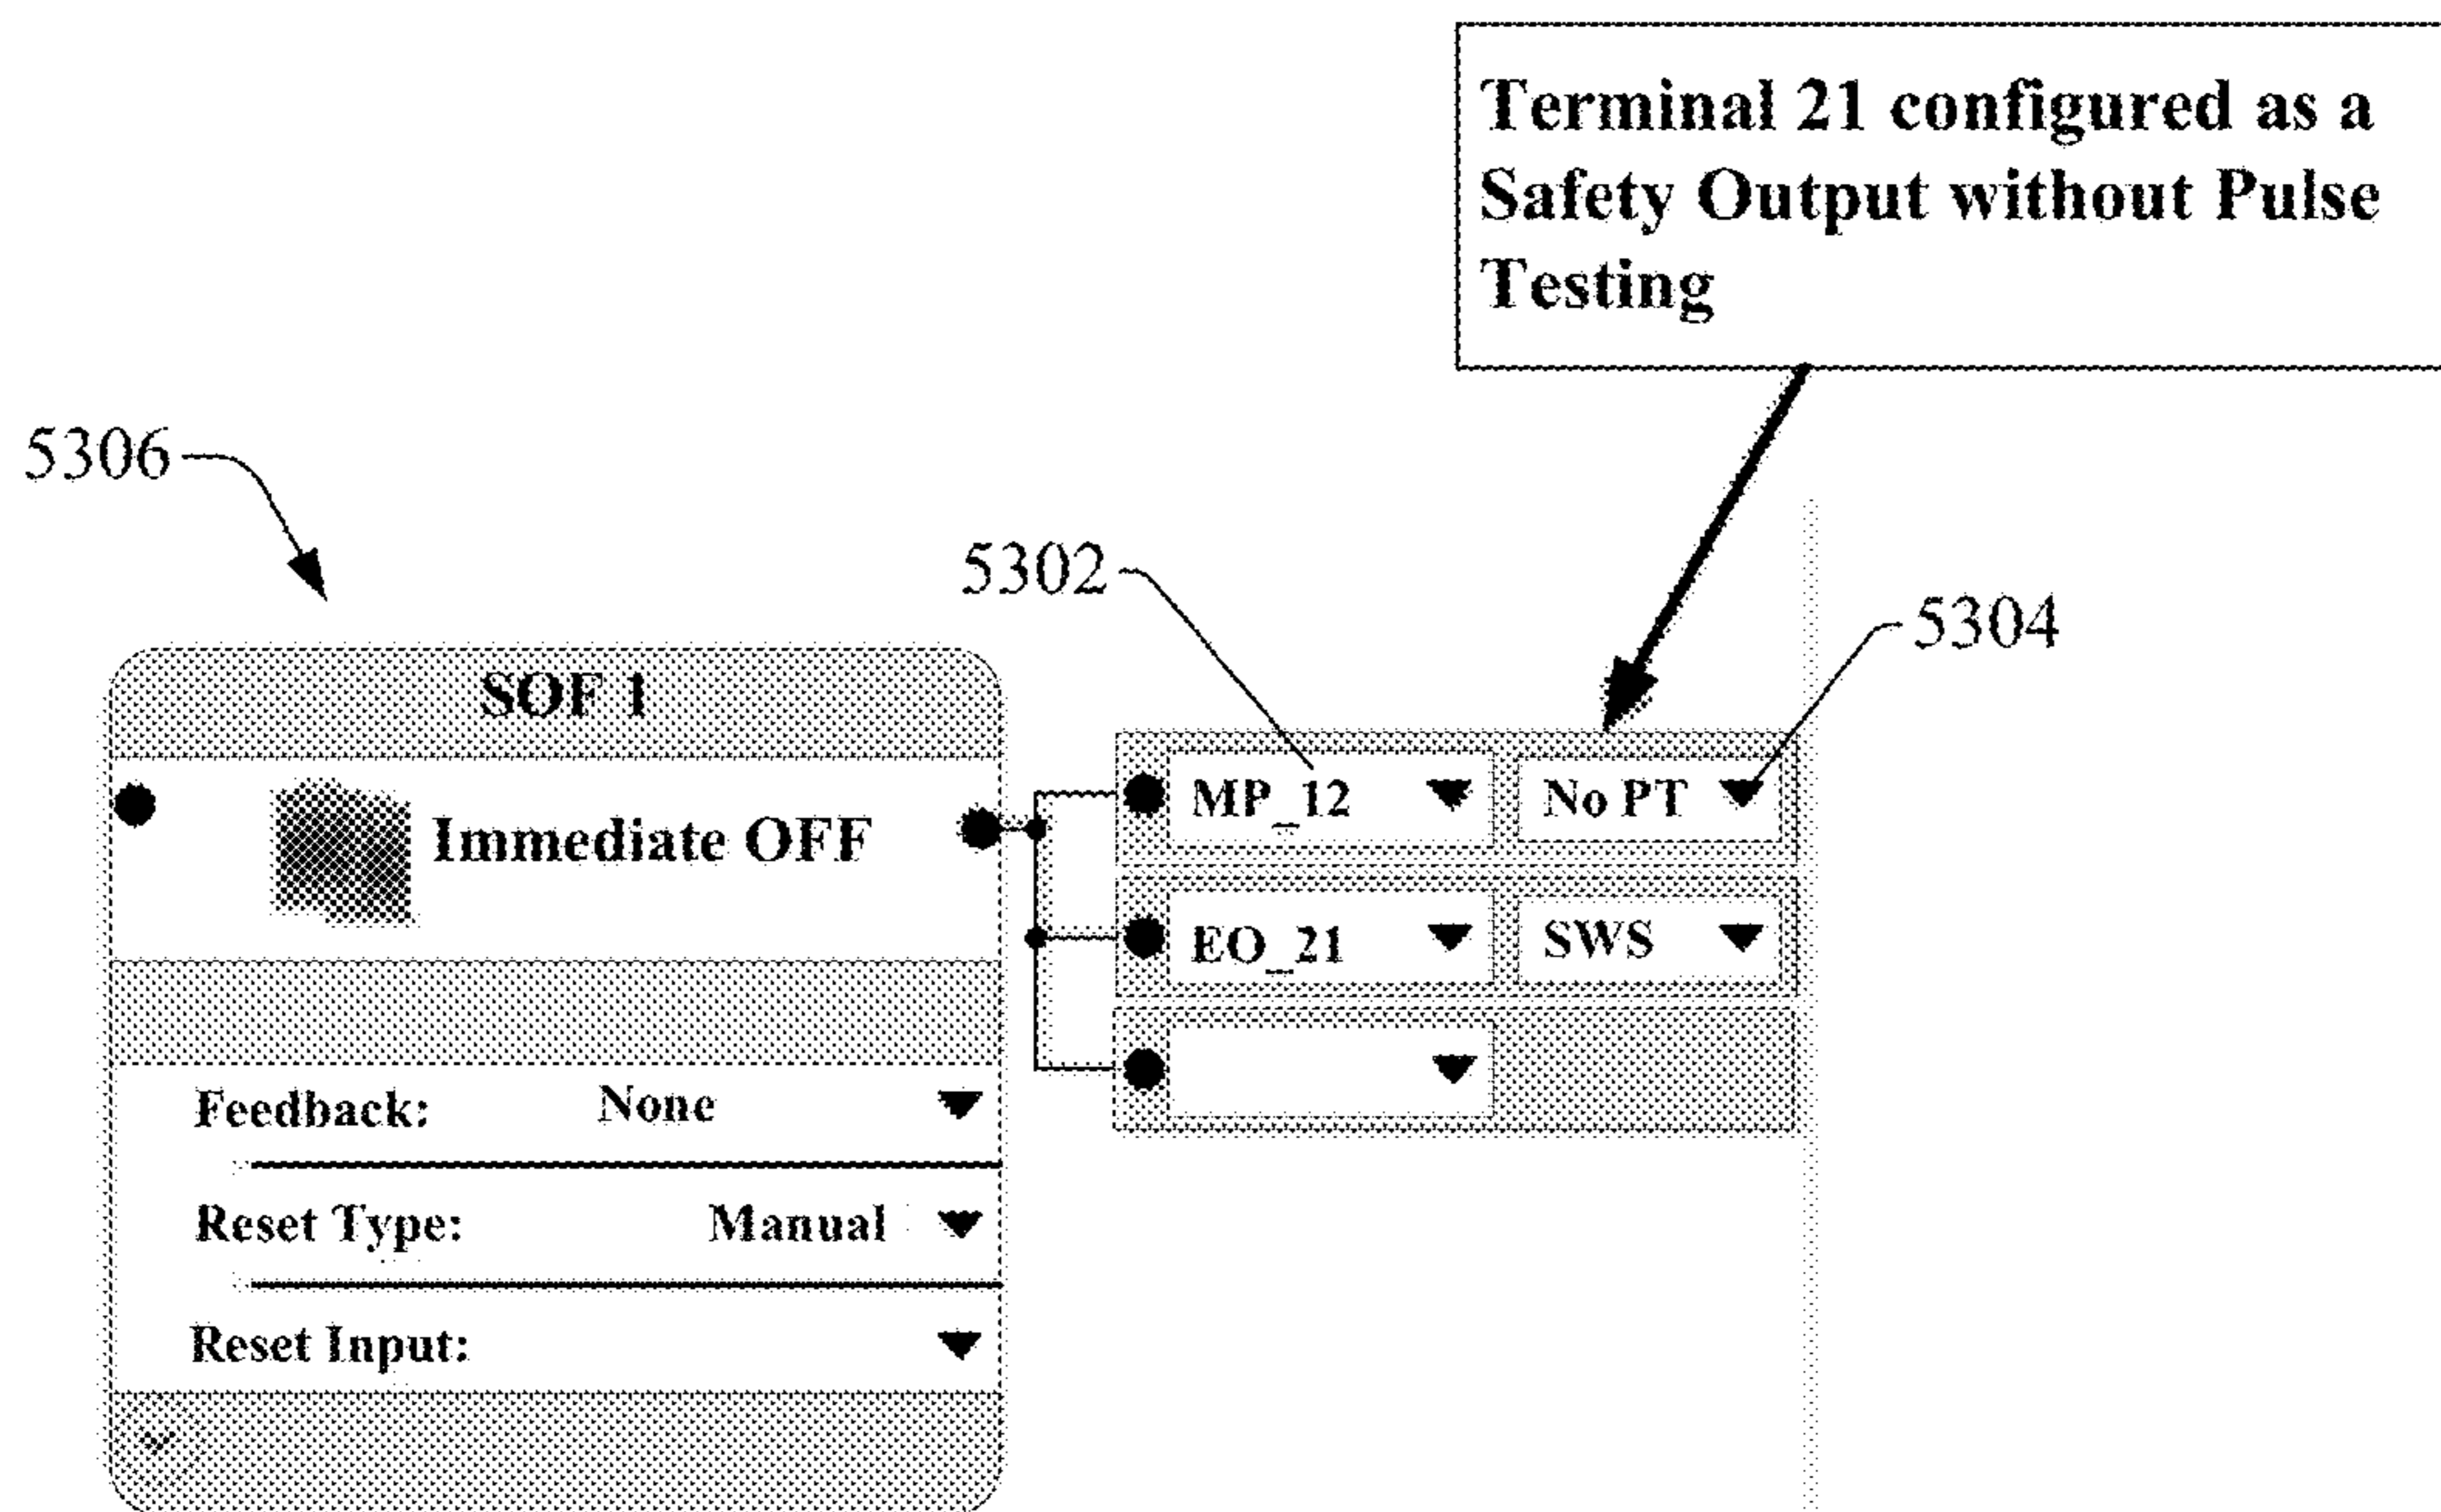 Terminal 21 configured as a
Safety Output without Pulse
Testing
5306
5302
5304
SOF 1
Immediate OFF
MP_12
No PT
EO_21
SWS
Feedback: None
Reset Type: Manual
Reset Input: